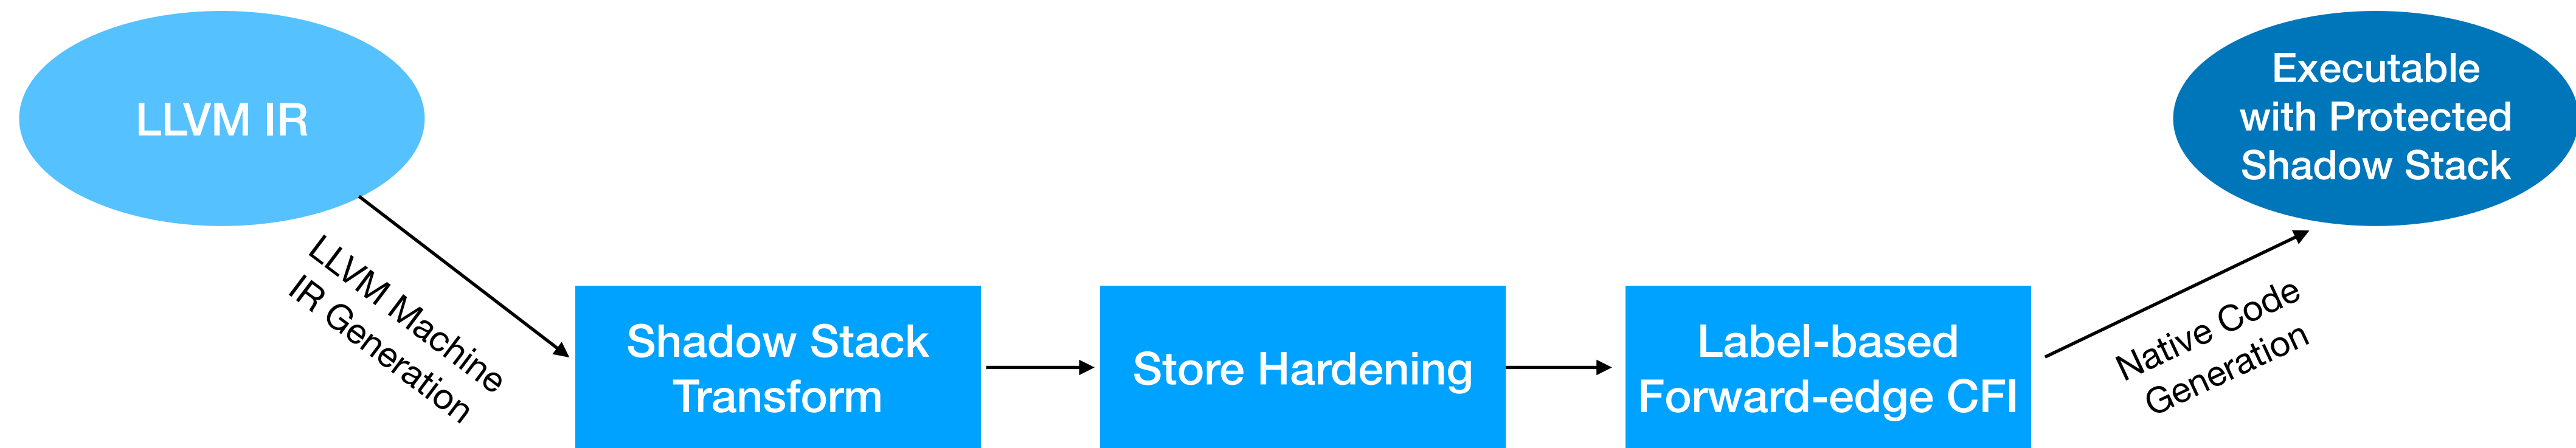 LLVM IR
LLVM Machine
IR Generation
Shadow Stack
Transform
Store Hardening
Label-based
Forward-edge CFI
Native Code
Generation
Executable
with Protected
Shadow Stack